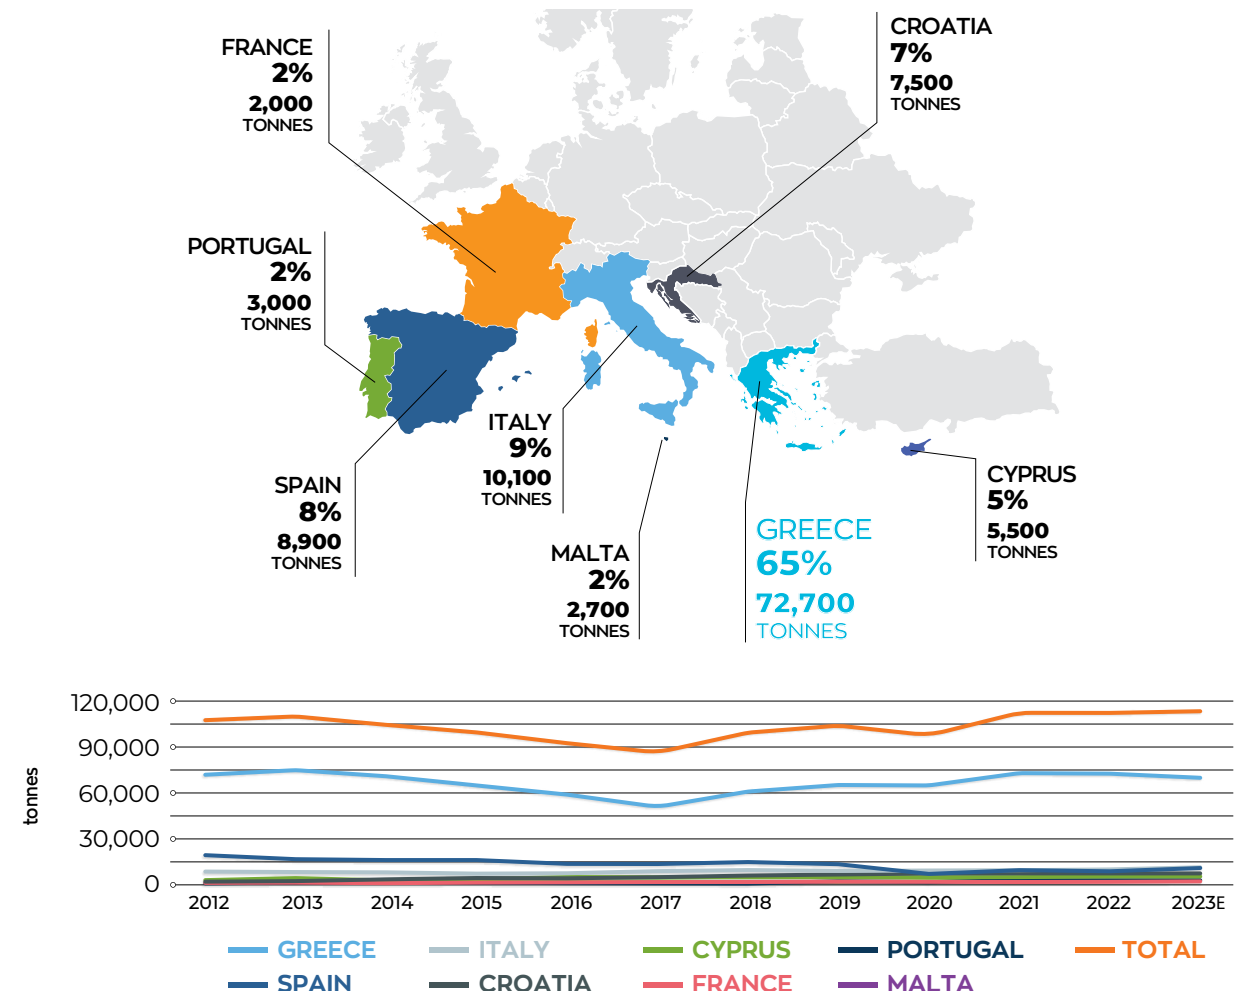 FRANCE
2%
2,000
TONNES
CROATIA
7%
7,500
TONNES
PORTUGAL
2%
3,000
TONNES
ITALY
9%
10,100
TONNES
SPAIN
8%
8,900
TONNES
MALTA
2%
2,700
TONNES
GREECE
65%
72,700
TONNES
CYPRUS
5%
5,500
TONNES
tonnes
120,000
90,000
60,000
30,000
0
2012 2013 2014 2015 2016 2017 2018 2019 2020 2021 2022 2023E
GREECE ITALY CYPRUS PORTUGAL TOTAL
SPAIN CROATIA FRANCE MALTA